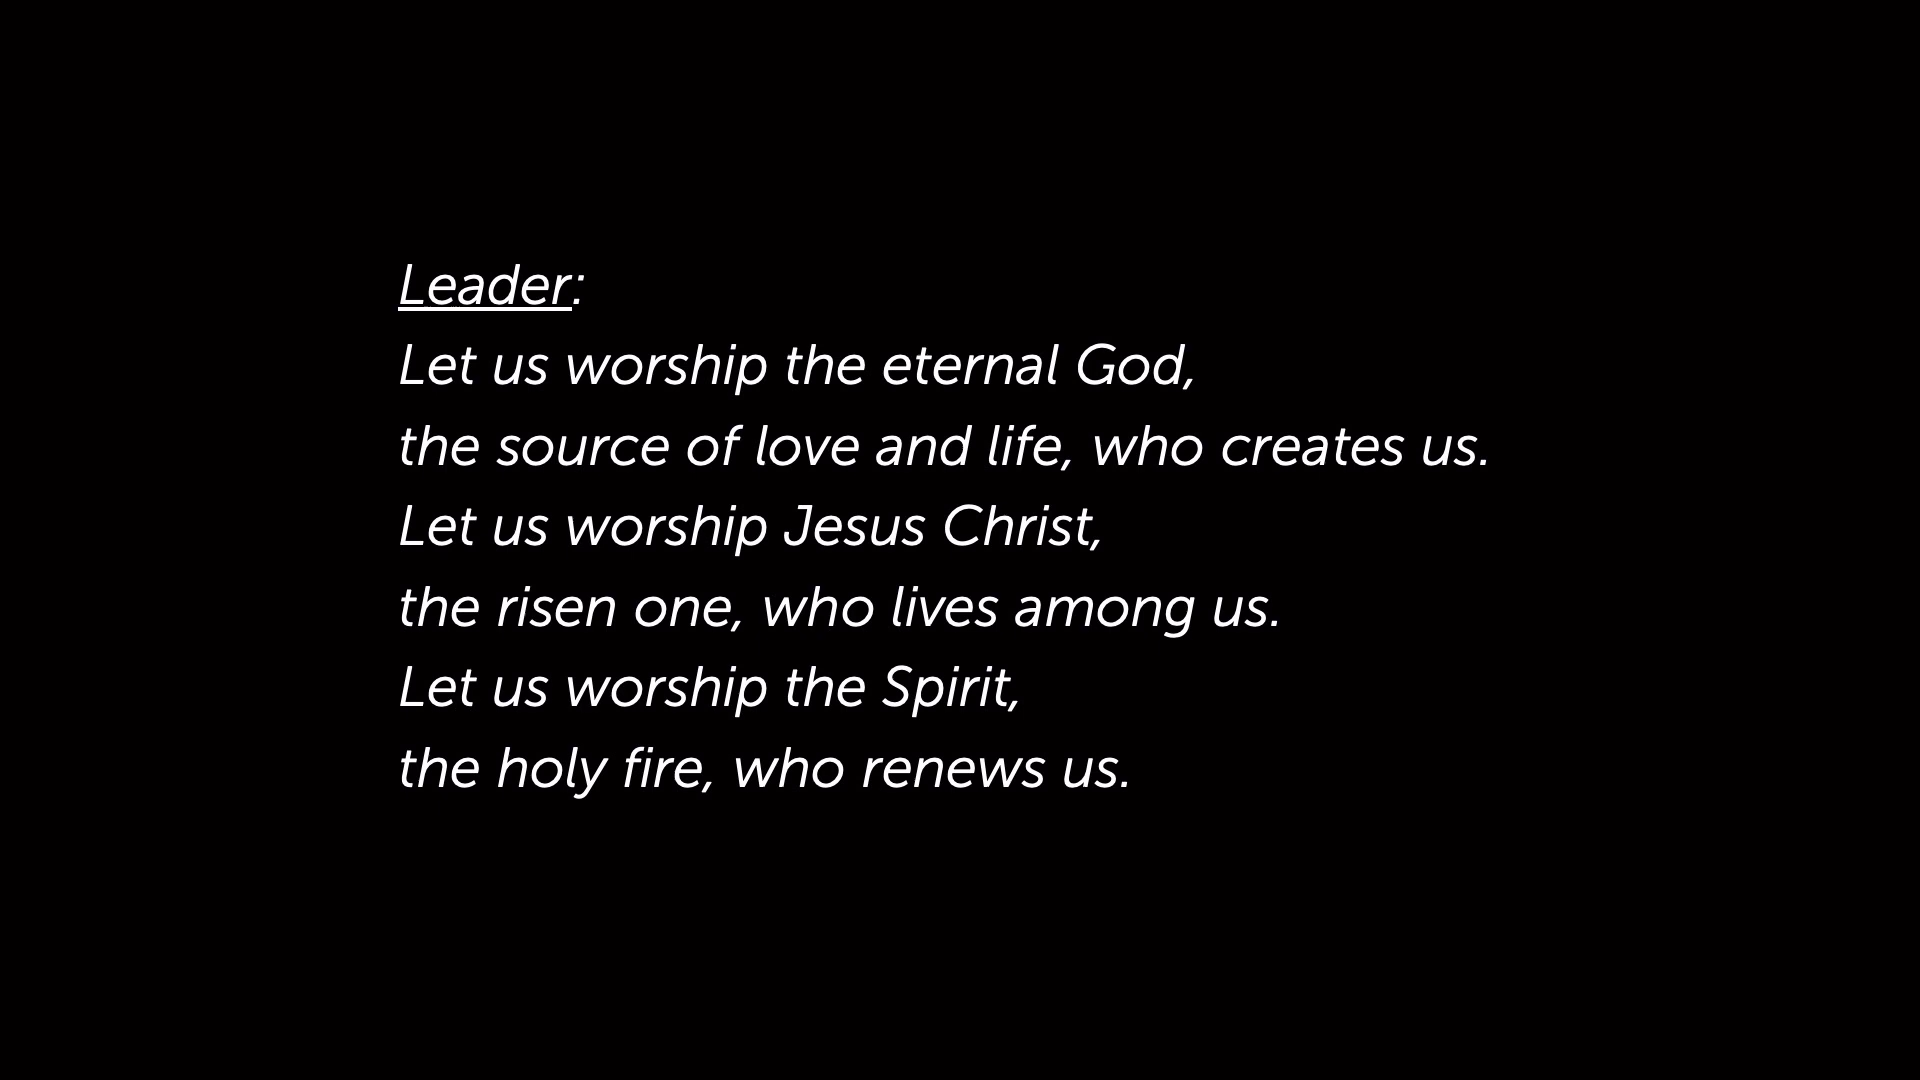 Leader:
Let us worship the eternal God,
the source of love and life, who creates us.
Let us worship Jesus Christ,
the risen one, who lives among us.
Let us worship the Spirit,
the holy fire, who renews us.